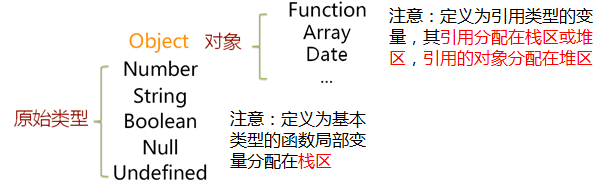 Object 对象
Function
Array
Date
...
注意：定义为引用类型的变
量，其引用分配在栈区或堆
区，引用的对象分配在堆区
原始类型
Number
String
Boolean
Null
Undefined
注意：定义为基本
类型的函数局部变
量分配在栈区